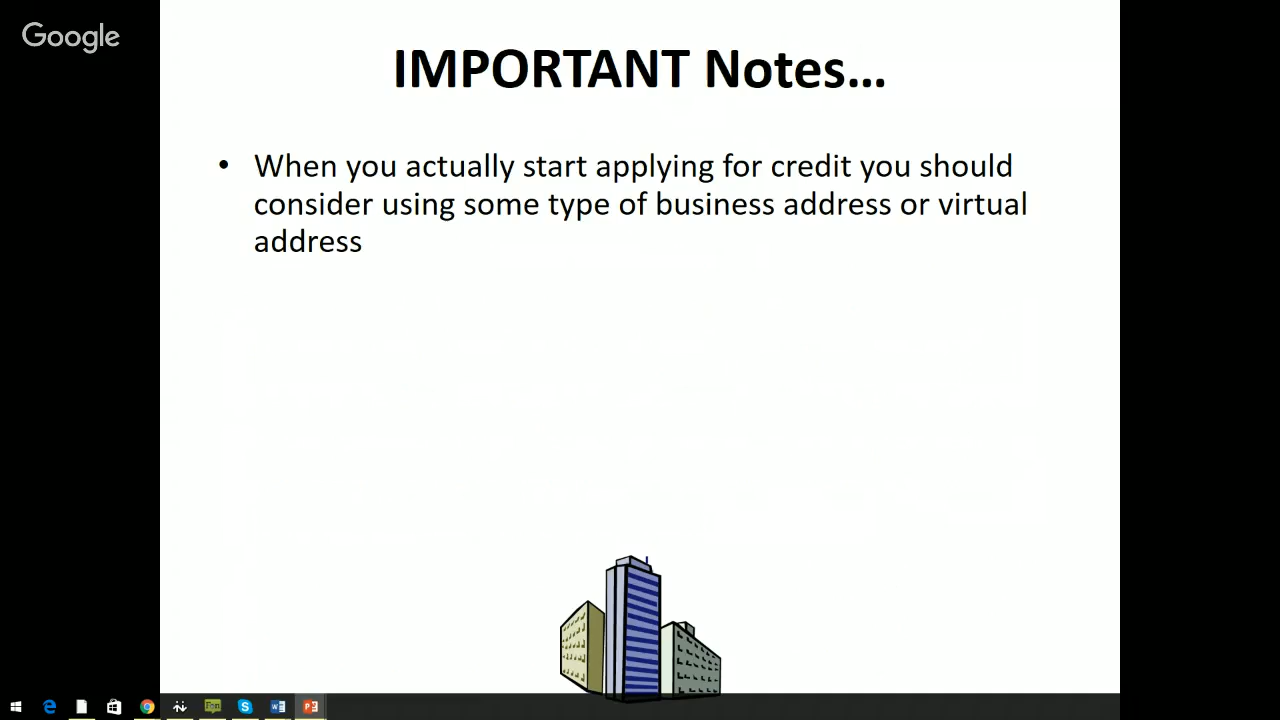 Google
IMPORTANT Notes...
• When you actually start applying for credit you should
consider using some type of business address or virtual
address